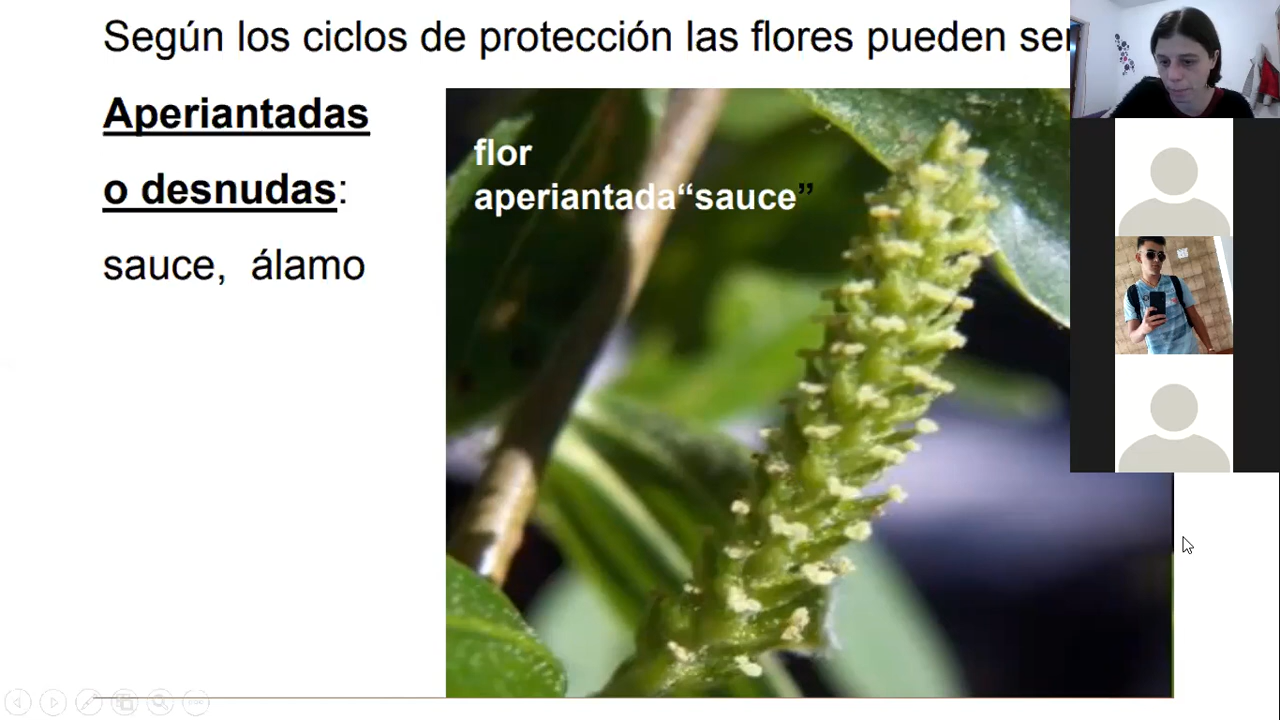 Según los ciclos de protección las flores pueden ser
Aperiantadas
o desnudas:
sauce, álamo
flor
aperiantada“sauce”